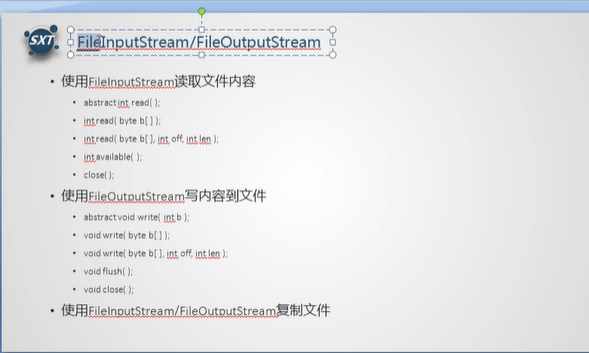 SXT
FileInputStream/FileOutputStream
• 使用FileInputStream读取文件内容
• abstract int read( );
• int read( byte b[ ] );
• int read( byte b[ ], int off, int len );
• int available( );
• close( );
• 使用FileOutputStream写内容到文件
• abstract void write( int b );
• void write( byte b[ ] );
• void write( byte b[ ], int off, int len );
• void flush( );
• void close( );
• 使用FileInputStream/FileOutputStream复制文件